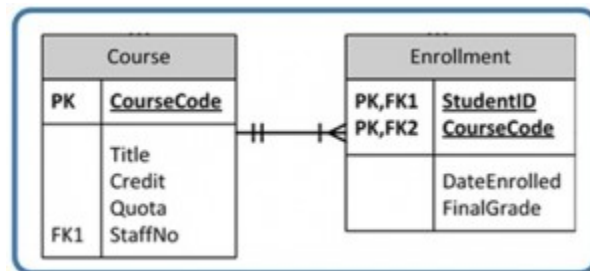 Course
PK CourseCode
Title
Credit
Quota
FK1 StaffNo
Enrollment
PK,FK1 StudentID
PK,FK2 CourseCode
DateEnrolled
FinalGrade